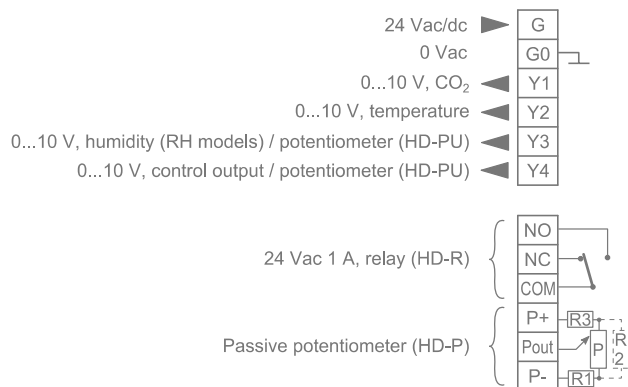 24 Vac/dc G
0 Vac G0
0...10 V, CO₂ Y1
0...10 V, temperature Y2
0...10 V, humidity (RH models) / potentiometer (HD-PU) Y3
0...10 V, control output / potentiometer (HD-PU) Y4
NO
24 Vac 1 A, relay (HD-R) NC
COM
P+ R3
Passive potentiometer (HD-P) Pout P R2
P- R1